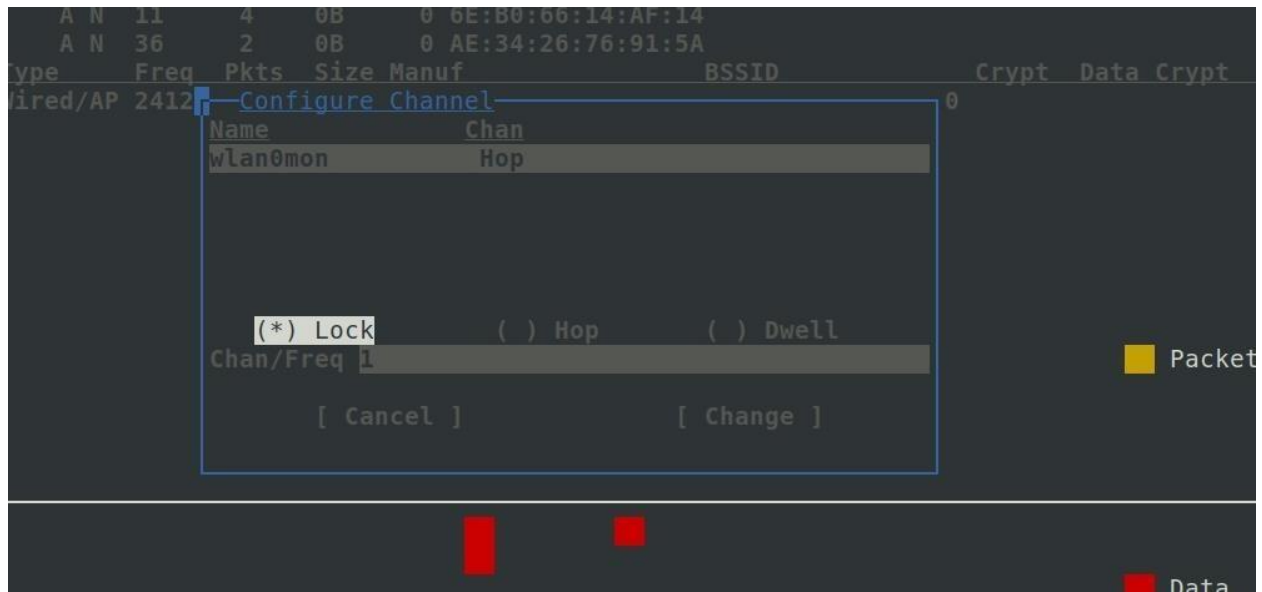 A N 11 4 0B 0 6E:B0:66:14:AF:14
A N 36 2 0B 0 AE:34:26:76:91:5A
Type Freq Pkts Size Manuf BSSID Crypt Data Crypt
Wired/AP 2412 Configure Channel 0
Name Chan
wlan0mon Hop
(*) Lock ( ) Hop ( ) Dwell
Chan/Freq 1
Packet
[ Cancel ] [ Change ]
Data